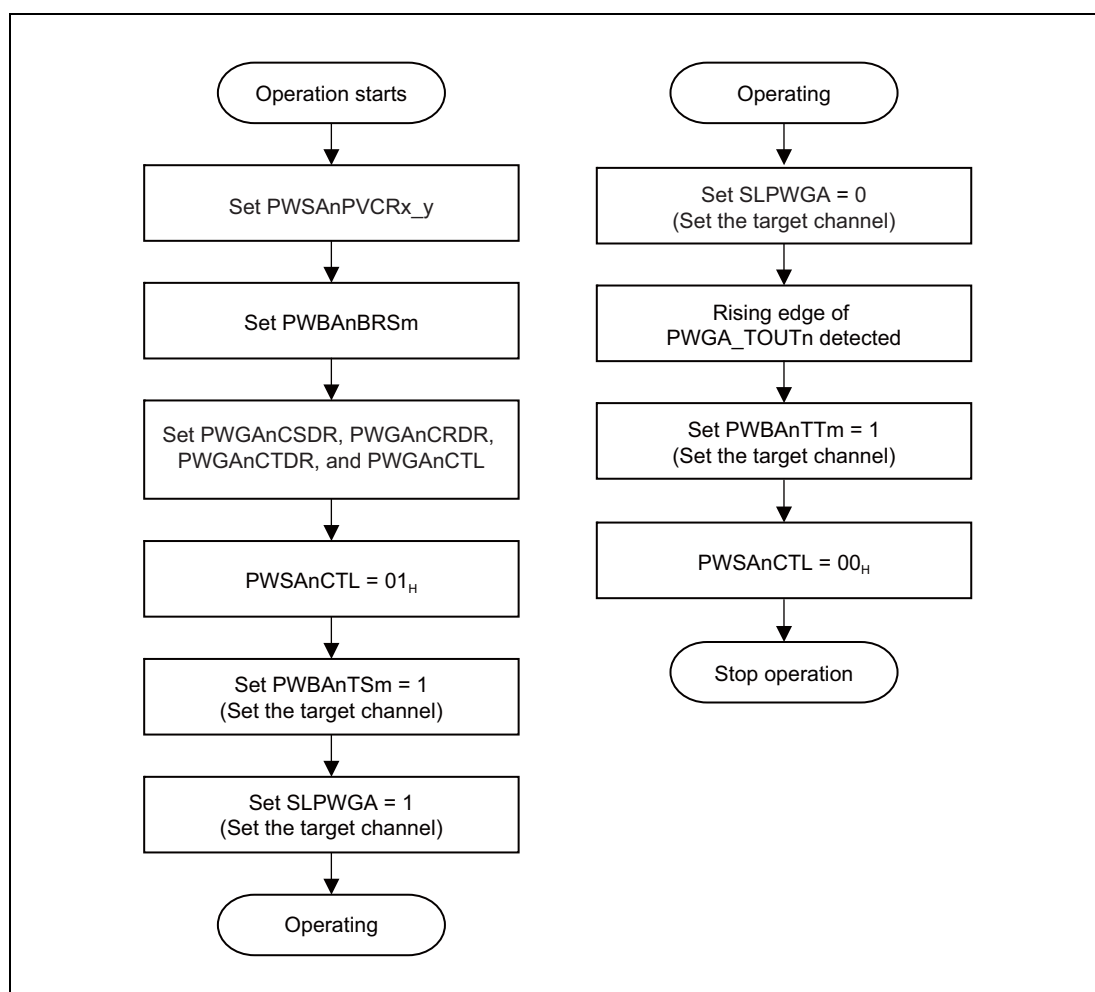 Operation starts
Set PWSAnPVCRx_y
Set PWBAnBRSm
Set PWGAnCSDR, PWGAnCRDR,
PWGAnCTDR, and PWGAnCTL
PWSAnCTL = 01H
Set PWBAnTSm = 1
(Set the target channel)
Set SLPWGA = 1
(Set the target channel)
Operating
Operating
Set SLPWGA = 0
(Set the target channel)
Rising edge of
PWGA_TOUTn detected
Set PWBAnTTm = 1
(Set the target channel)
PWSAnCTL = 00H
Stop operation